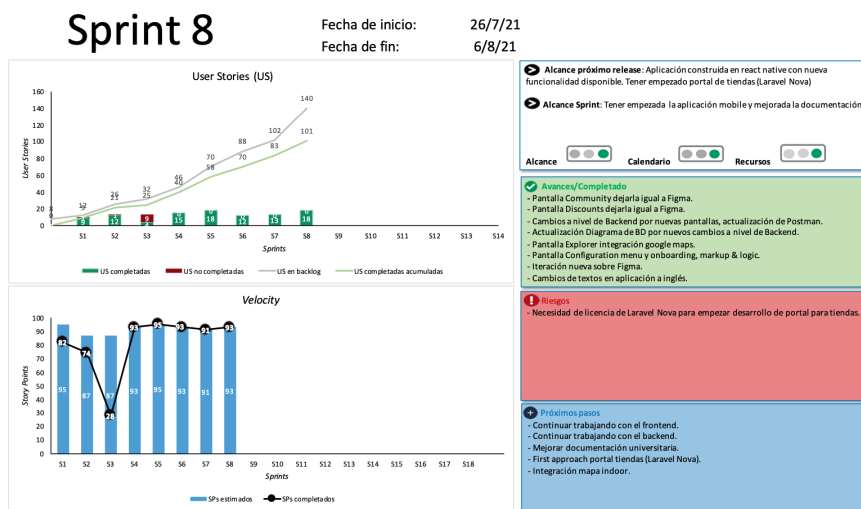 Sprint 8
Fecha de inicio: 26/7/21
Fecha de fin: 6/8/21
User Stories (US)
160
140
120
100
80
60
40
20
0
User Stories
8
12
26
32
46
70
88
102
140
21
25
40
58
70
83
101
9
12
9
15
18
12
13
18
S1 S2 S3 S4 S5 S6 S7 S8 S9 S10 S11 S12 S13 S14
Sprints
US completadas US no completadas US en backlog US completadas acumuladas
Velocity
100
90
80
70
60
50
40
30
20
10
0
Story Points
82 74 28 93 95 93 91 93
95 87 87 93 95 93 91 93
S1 S2 S3 S4 S5 S6 S7 S8 S9 S10 S11 S12 S13 S14 S15 S16 S17 S18
Sprints
SPs estimados SPs completados
Alcance próximo release: Aplicación construida en react native con nueva
funcionalidad disponible. Tener empezado portal de tiendas (Laravel Nova)
Alcance Sprint: Tener empezada la aplicación mobile y mejorada la documentación
Alcance Calendario Recursos
Avances/Completado
- Pantalla Community dejarla igual a Figma.
- Pantalla Discounts dejarla igual a Figma.
- Cambios a nivel de Backend por nuevas pantallas, actualización de Postman.
- Actualización Diagrama de BD por nuevos cambios a nivel de Backend.
- Pantalla Explorer integración google maps.
- Pantalla Configuration menu y onboarding, markup & logic.
- Iteración nueva sobre Figma.
- Cambios de textos en aplicación a inglés.
Riesgos
- Necesidad de licencia de Laravel Nova para empezar desarrollo de portal para tiendas.
Próximos pasos
- Continuar trabajando con el frontend.
- Continuar trabajando con el backend.
- Mejorar documentación universitaria.
- First approach portal tiendas (Laravel Nova).
- Integración mapa indoor.